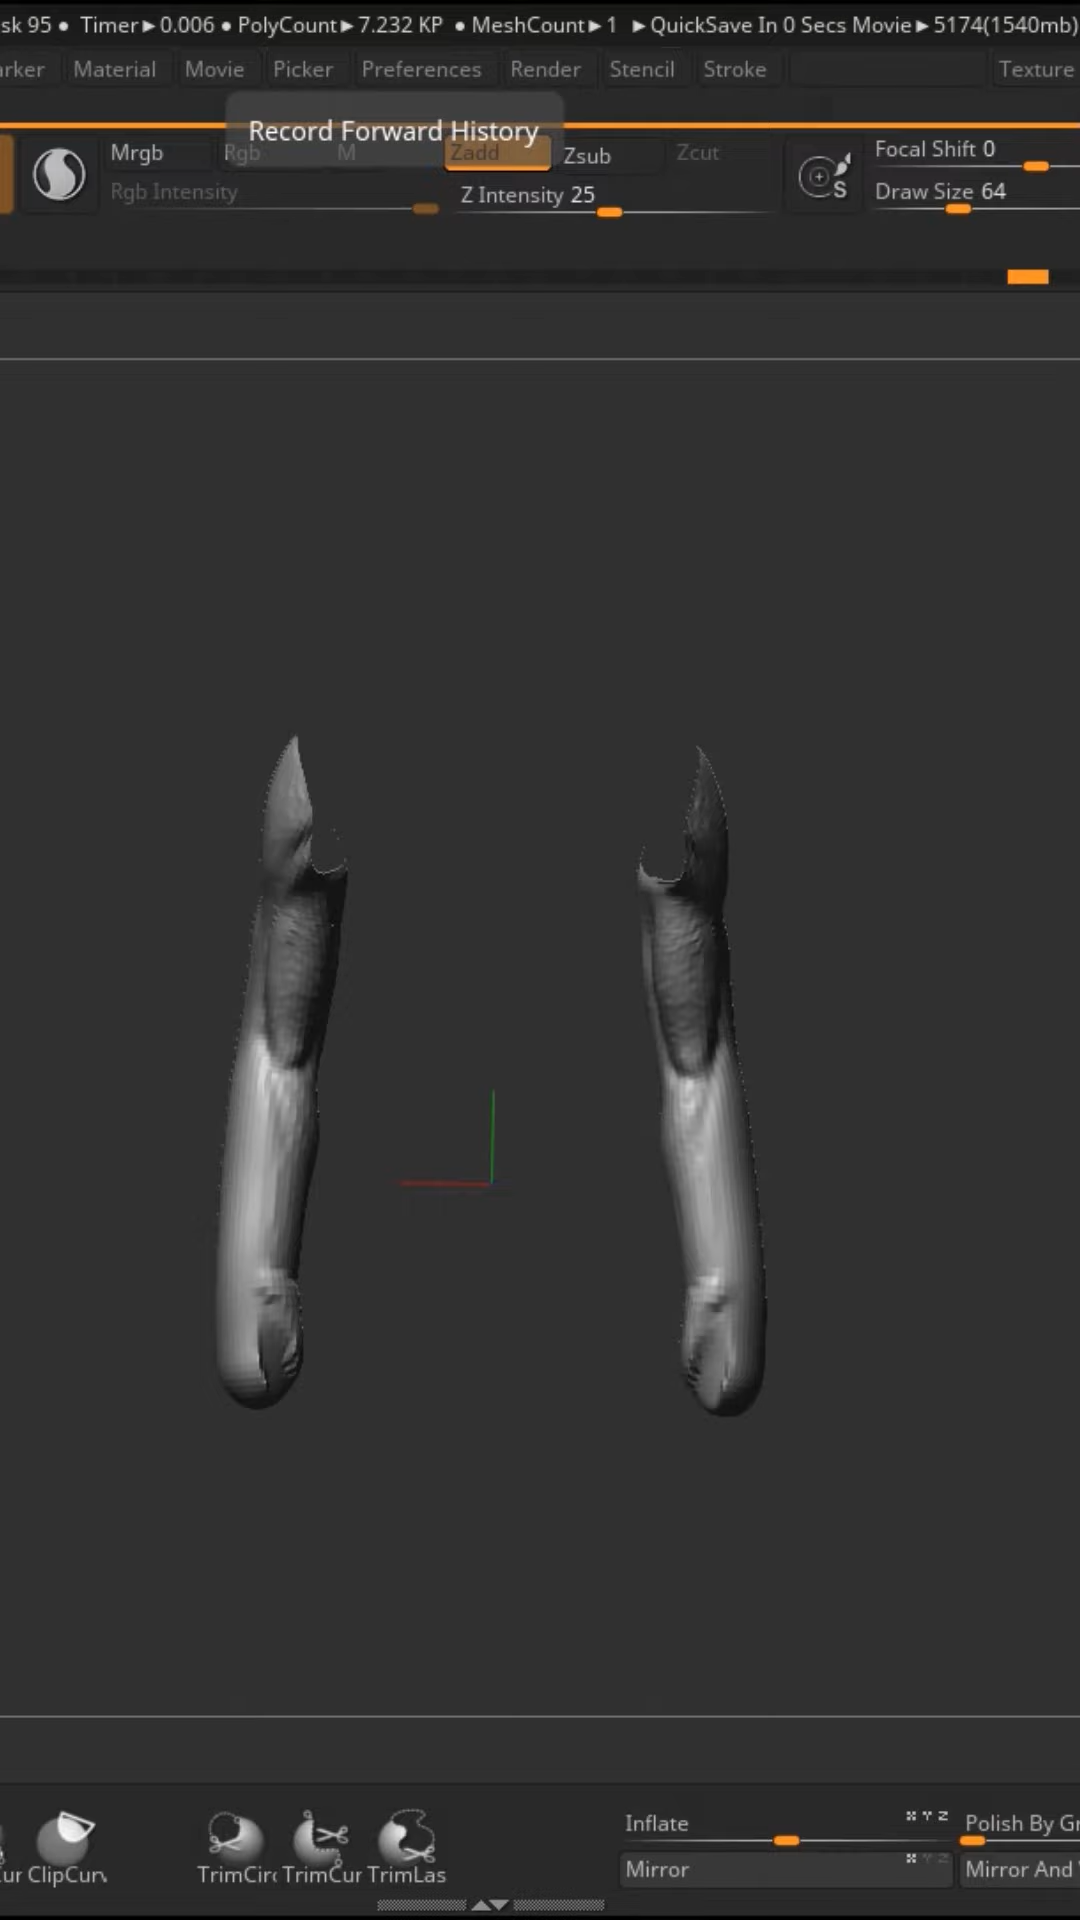 sk 95 • Timer►0.006 • PolyCount►7.232 KP • MeshCount►1 ►QuickSave In 0 Secs Movie►5174(1540mb)
rker Material Movie Picker Preferences Render Stencil Stroke Texture
Record Forward History
Mrgb Rgb M Zadd Zsub Zcut
Focal Shift 0
Rgb Intensity Z Intensity 25
S
Draw Size 64
Inflate X Y Z Polish By Gr
TrimCirc TrimCur TrimLas
ur ClipCurv
Mirror X Y Z Mirror And